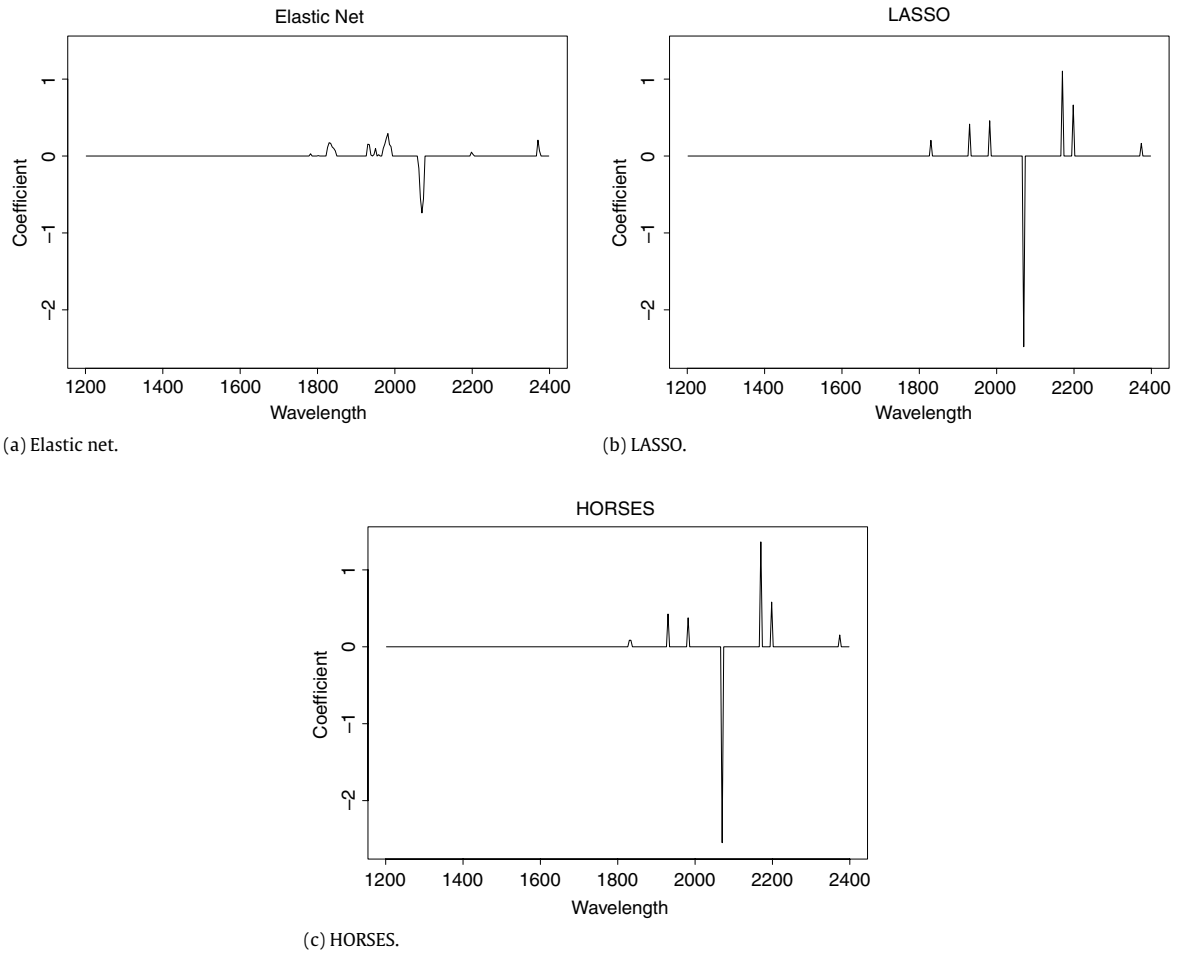 Elastic Net
1
0
−1
−2
Coefficient
1200 1400 1600 1800 2000 2200 2400
Wavelength
(a) Elastic net.
LASSO
1
0
−1
−2
Coefficient
1200 1400 1600 1800 2000 2200 2400
Wavelength
(b) LASSO.
HORSES
1
0
−1
−2
Coefficient
1200 1400 1600 1800 2000 2200 2400
Wavelength
(c) HORSES.